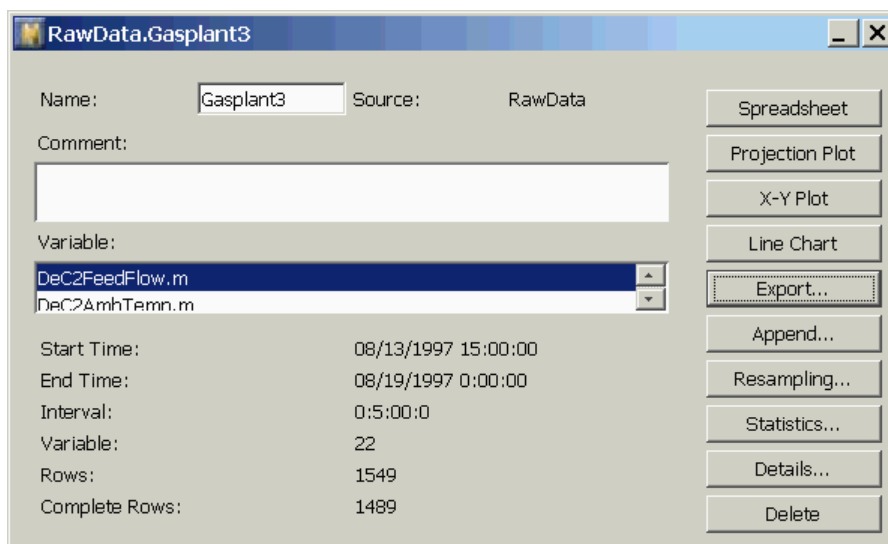 RawData.Gasplant3
Name: Gasplant3 Source: RawData
Comment:
Variable:
DeC2FeedFlow.m
DeC2AmbTemp.m
Start Time: 08/13/1997 15:00:00
End Time: 08/19/1997 0:00:00
Interval: 0:5:00:0
Variable: 22
Rows: 1549
Complete Rows: 1489
Spreadsheet
Projection Plot
X-Y Plot
Line Chart
Export...
Append...
Resampling...
Statistics...
Details...
Delete